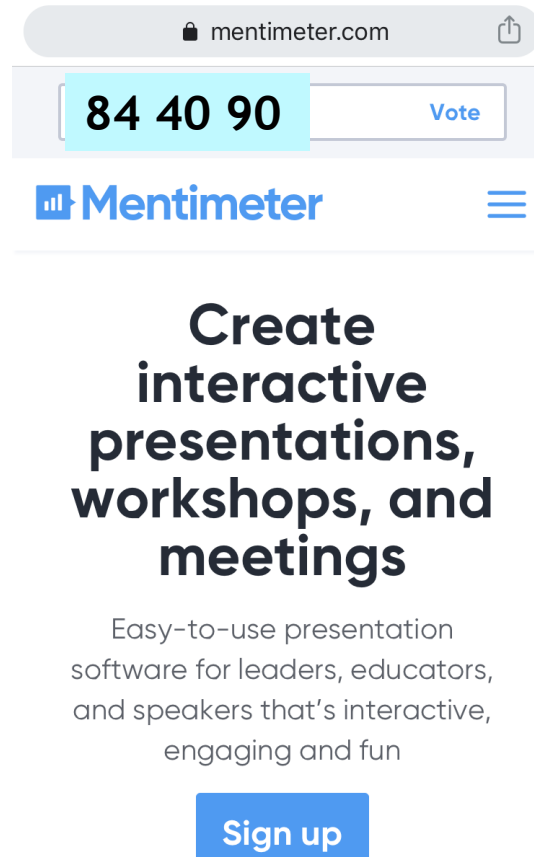 mentimeter.com
84 40 90
Vote
Mentimeter
Create
interactive
presentations,
workshops, and
meetings
Easy-to-use presentation
software for leaders, educators,
and speakers that's interactive,
engaging and fun
Sign up